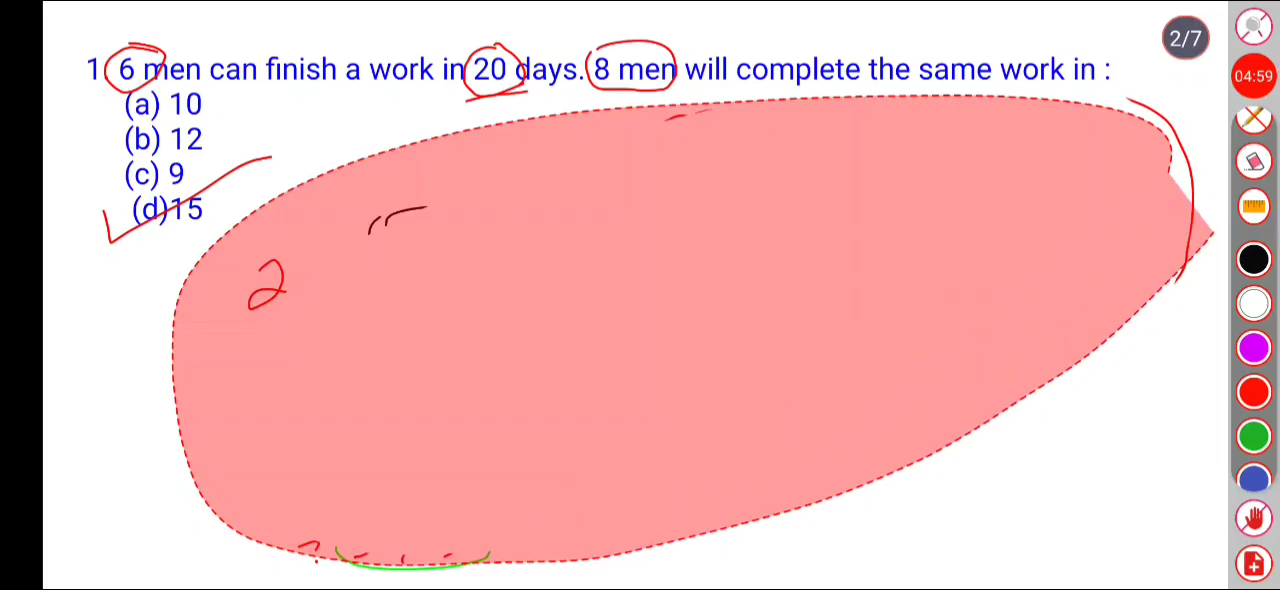 2/7
1 6 men can finish a work in 20 days. 8 men will complete the same work in :
(a) 10
(b) 12
(c) 9
(d)15
2
04:59